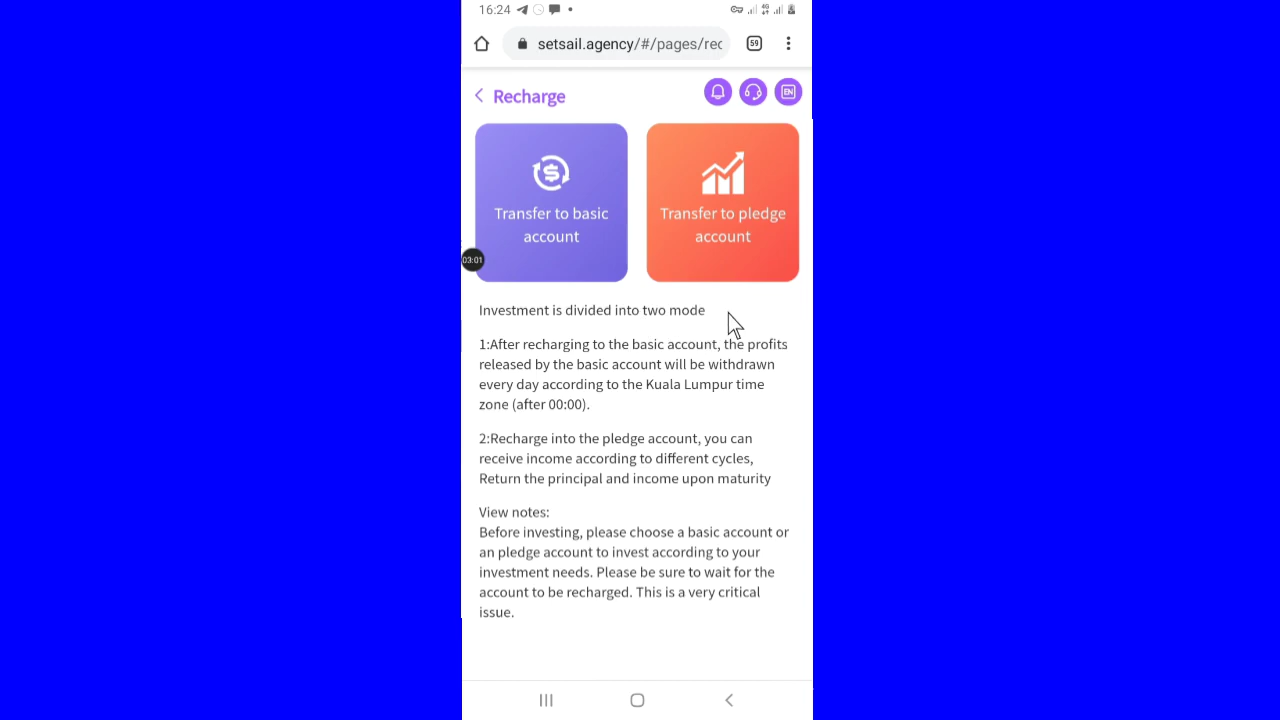 16:24
4G
setsail.agency/#/pages/rec
59
Recharge
EN
Transfer to basic
account
Transfer to pledge
account
03:01
Investment is divided into two mode
1:After recharging to the basic account, the profits
released by the basic account will be withdrawn
every day according to the Kuala Lumpur time
zone (after 00:00).
2:Recharge into the pledge account, you can
receive income according to different cycles,
Return the principal and income upon maturity
View notes:
Before investing, please choose a basic account or
an pledge account to invest according to your
investment needs. Please be sure to wait for the
account to be recharged. This is a very critical
issue.